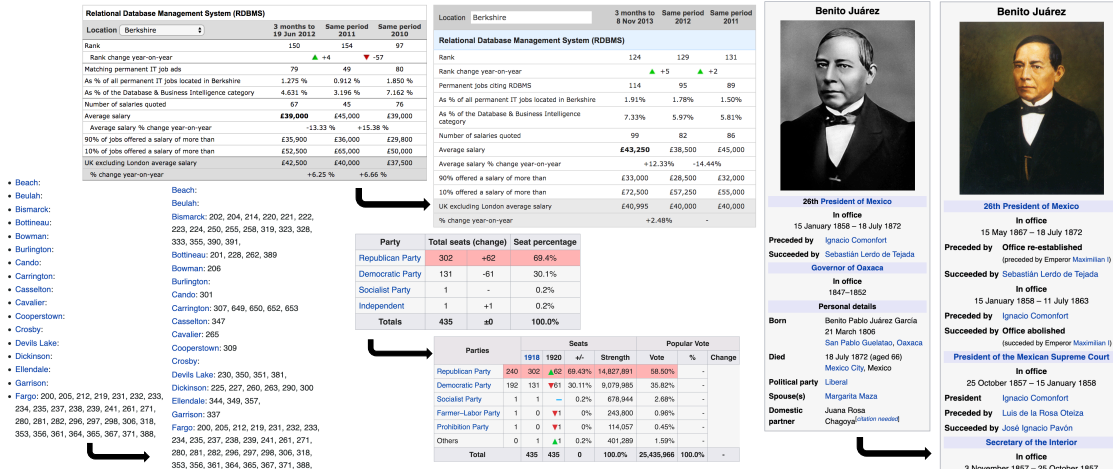 Relational Database Management System (RDBMS)
Location Berkshire 3 months to 19 Jun 2012 Same period 2011 Same period 2010
Rank 150 154 97
Rank change year-on-year ▲ +4 ▼ -57
Matching permanent IT job ads 79 49 80
As % of all permanent IT jobs located in Berkshire 1.275 % 0.912 % 1.850 %
As % of the Database & Business Intelligence category 4.631 % 3.196 % 7.162 %
Number of salaries quoted 67 45 76
Average salary £39,000 £45,000 £39,000
Average salary % change year-on-year -13.33 % +15.38 %
90% of jobs offered a salary of more than £35,900 £36,000 £29,800
10% of jobs offered a salary of more than £52,500 £65,000 £50,000
UK excluding London average salary £42,500 £40,000 £37,500
% change year-on-year +6.25 % +6.66 %
Location Berkshire 3 months to 8 Nov 2013 Same period 2012 Same period 2011
Relational Database Management System (RDBMS)
Rank 124 129 131
Rank change year-on-year ▲ +5 ▲ +2
Permanent jobs citing RDBMS 114 95 89
As % of all permanent IT jobs located in Berkshire 1.91% 1.78% 1.50%
As % of the Database & Business Intelligence
category 7.33% 5.97% 5.81%
Number of salaries quoted 99 82 86
Average salary £43,250 £38,500 £45,000
Average salary % change year-on-year +12.33% -14.44%
90% offered a salary of more than £33,000 £28,500 £32,000
10% offered a salary of more than £72,500 £57,250 £55,000
UK excluding London average salary £40,995 £40,000 £40,000
% change year-on-year +2.48% -
• Beach:
• Beulah:
• Bismarck:
• Bottineau:
• Bowman:
• Burlington:
• Cando:
• Carrington:
• Casselton:
• Cavalier:
• Cooperstown:
• Crosby:
• Devils Lake:
• Dickinson:
• Ellendale:
• Garrison:
• Fargo: 200, 205, 212, 219, 231, 232, 233,
234, 235, 237, 238, 239, 241, 261, 271,
280, 281, 282, 296, 297, 298, 306, 318,
353, 356, 361, 364, 365, 367, 371, 388,
Beach:
Beulah:
Bismarck: 202, 204, 214, 220, 221, 222,
223, 224, 250, 255, 258, 319, 323, 328,
333, 355, 390, 391,
Bottineau: 201, 228, 262, 389
Bowman: 206
Burlington:
Cando: 301
Carrington: 307, 649, 650, 652, 653
Casselton: 347
Cavalier: 265
Cooperstown: 309
Crosby:
Devils Lake: 230, 350, 351, 381,
Dickinson: 225, 227, 260, 263, 290, 300
Ellendale: 344, 349, 357,
Garrison: 337
Fargo: 200, 205, 212, 219, 231, 232, 233,
234, 235, 237, 238, 239, 241, 261, 271,
280, 281, 282, 296, 297, 298, 306, 318,
353, 356, 361, 364, 365, 367, 371, 388,
Party Total seats (change) Seat percentage
Republican Party 302 +62 69.4%
Democratic Party 131 -61 30.1%
Socialist Party 1 - 0.2%
Independent 1 +1 0.2%
Totals 435 ±0 100.0%
Parties Seats Popular Vote
1918 1920 +/- Strength Vote % Change
Republican Party 240 302 ▲62 69.43% 14,827,891 58.50% -
Democratic Party 192 131 ▼61 30.11% 9,079,985 35.82% -
Socialist Party 1 1 — 0.2% 678,944 2.68% -
Farmer–Labor Party 1 0 ▼1 0% 243,800 0.96% -
Prohibition Party 1 0 ▼1 0% 114,057 0.45% -
Others 0 1 ▲1 0.2% 401,289 1.59% -
Total 435 435 0 100.0% 25,435,966 100.0% -
Benito Juárez
26th President of Mexico
In office
15 January 1858 – 18 July 1872
Preceded by Ignacio Comonfort
Succeeded by Sebastián Lerdo de Tejada
Governor of Oaxaca
In office
1847–1852
Personal details
Born Benito Pablo Juárez García
21 March 1806
San Pablo Guelatao, Oaxaca
Died 18 July 1872 (aged 66)
Mexico City, Mexico
Political party Liberal
Spouse(s) Margarita Maza
Domestic partner Juana Rosa
Chagoya[citation needed]
Benito Juárez
26th President of Mexico
In office
15 May 1867 – 18 July 1872
Preceded by Office re-established
(preceded by Emperor Maximilian I)
Succeeded by Sebastián Lerdo de Tejada
In office
15 January 1858 – 11 July 1863
Preceded by Ignacio Comonfort
Succeeded by Office abolished
(succeeded by Emperor Maximilian I)
President of the Mexican Supreme Court
In office
25 October 1857 – 15 January 1858
President Ignacio Comonfort
Preceded by Luis de la Rosa Oteiza
Succeeded by José Ignacio Pavón
Secretary of the Interior
In office
3 November 1857 – 25 October 1857